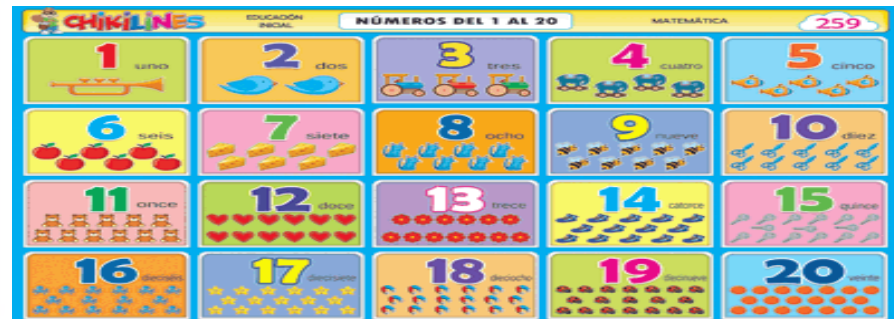 CHIKILINES
EDUCACIÓN INICIAL
NÚMEROS DEL 1 AL 20
MATEMÁTICA
259
1 uno
2 dos
3 tres
4 cuatro
5 cinco
6 seis
7 siete
8 ocho
9 nueve
10 diez
11 once
12 doce
13 trece
14 catorce
15 quince
16 dieciséis
17 diecisiete
18 dieciocho
19 diecinueve
20 veinte